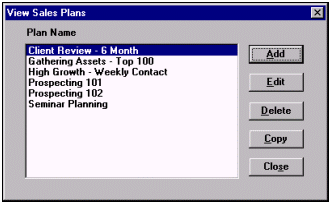 View Sales Plans
Plan Name
Client Review - 6 Month
Gathering Assets - Top 100
High Growth - Weekly Contact
Prospecting 101
Prospecting 102
Seminar Planning
Add
Edit
Delete
Copy
Close